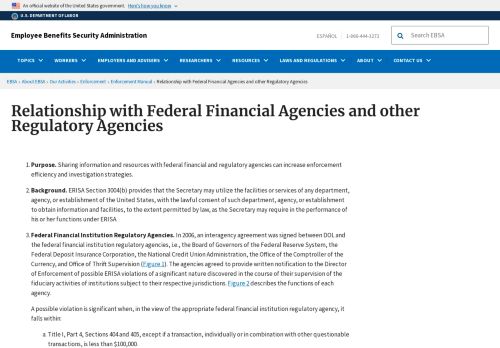 An official website of the United States government. Here's how you know
U.S. DEPARTMENT OF LABOR
Employee Benefits Security Administration
ESPAÑOL | 1-866-444-3272
Search EBSA
TOPICS WORKERS EMPLOYERS AND ADVISERS RESEARCHERS RESOURCES LAWS AND REGULATIONS ABOUT CONTACT US
EBSA › About EBSA › Our Activities › Enforcement › Enforcement Manual › Relationship with Federal Financial Agencies and other Regulatory Agencies
Relationship with Federal Financial Agencies and other
Regulatory Agencies
1. Purpose. Sharing information and resources with federal financial and regulatory agencies can increase enforcement
efficiency and investigation strategies.
2. Background. ERISA Section 3004(b) provides that the Secretary may utilize the facilities or services of any department,
agency, or establishment of the United States, with the lawful consent of such department, agency, or establishment
to obtain information and facilities, to the extent permitted by law, as the Secretary may require in the performance of
his or her functions under ERISA
3. Federal Financial Institution Regulatory Agencies. In 2006, an interagency agreement was signed between DOL and
the federal financial institution regulatory agencies, i.e., the Board of Governors of the Federal Reserve System, the
Federal Deposit Insurance Corporation, the National Credit Union Administration, the Office of the Comptroller of the
Currency, and Office of Thrift Supervision (Figure 1). The agencies agreed to provide written notification to the Director
of Enforcement of possible ERISA violations of a significant nature discovered in the course of their supervision of the
fiduciary activities of institutions subject to their respective jurisdictions. Figure 2 describes the functions of each
agency.
A possible violation is significant when, in the view of the appropriate federal financial institution regulatory agency, it
falls within:
a. Title I, Part 4, Sections 404 and 405, except if a transaction, individually or in combination with other questionable
transactions, is less than $100,000